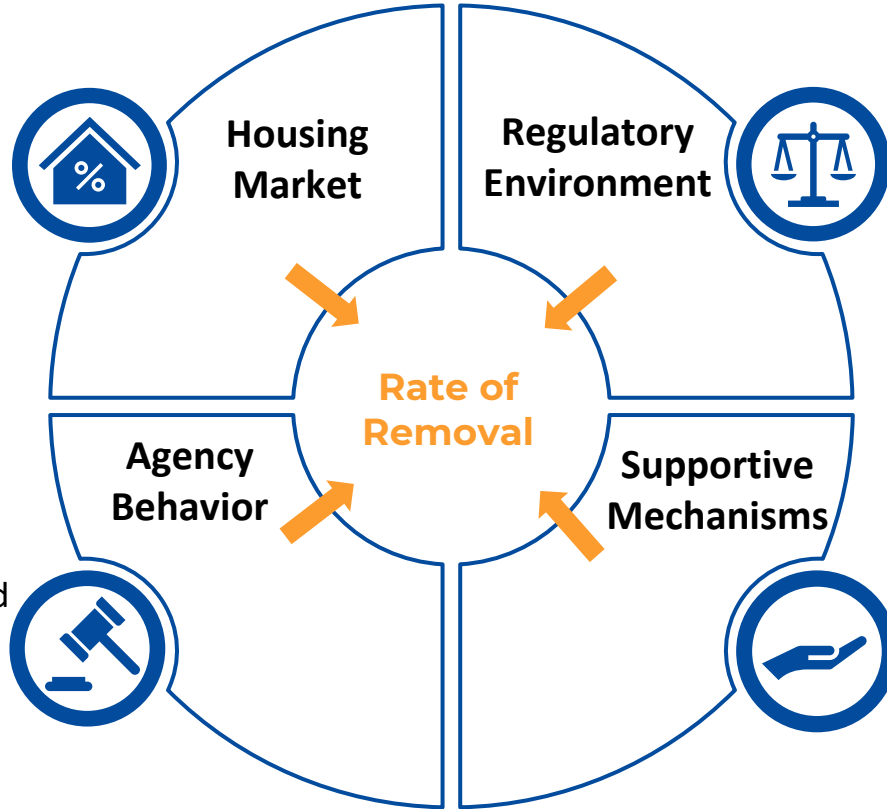 Housing
Market
Regulatory
Environment
%
Rate of
Removal
Agency
Behavior
Supportive
Mechanisms
d